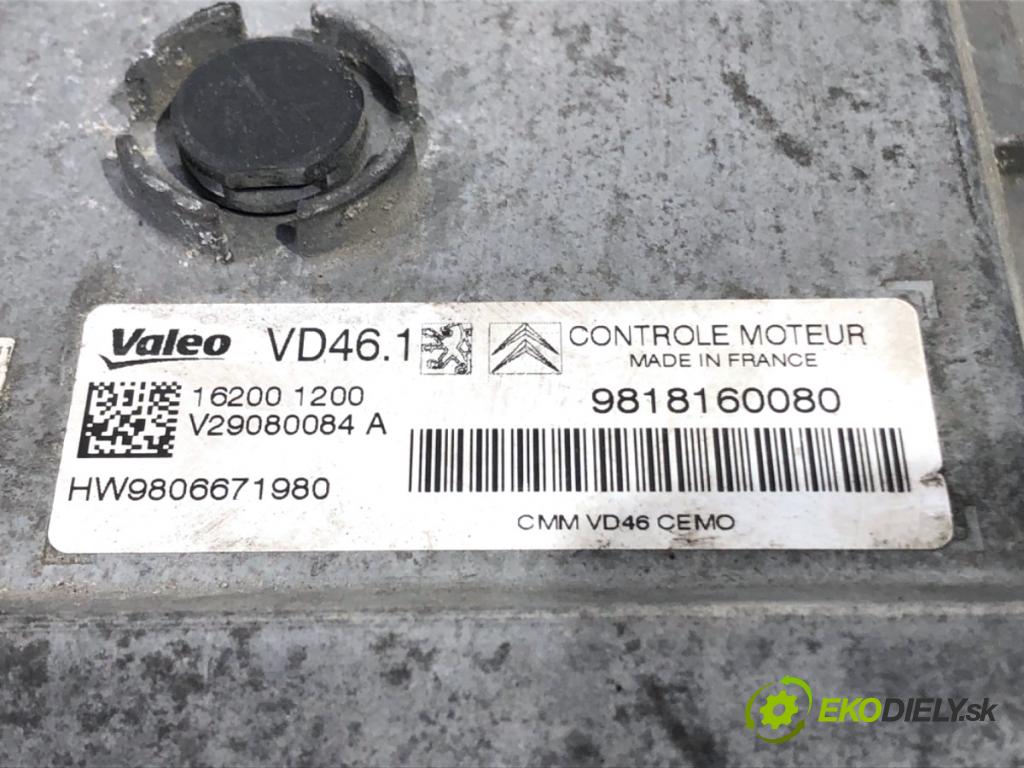 Valeo VD46.1
CONTROLE MOTEUR
MADE IN FRANCE
16200 1200
V29080084 A
9818160080
HW9806671980
CMM VD46 CEMO
EKODIELY.sk